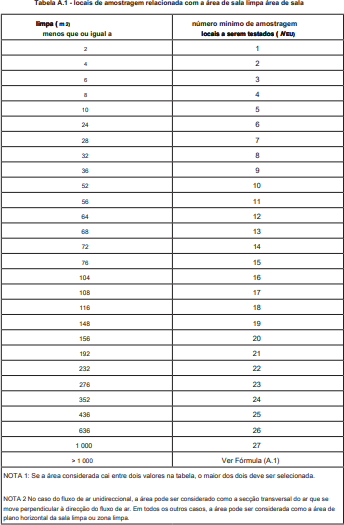 Tabela A.1 - locais de amostragem relacionada com a área de sala limpa área de sala
limpa ( m 2) número mínimo de amostragem
menos que ou igual a locais a serem testados ( NEU)
2 1
4 2
6 3
8 4
10 5
24 6
28 7
32 8
36 9
52 10
56 11
64 12
68 13
72 14
76 15
104 16
108 17
116 18
148 19
156 20
192 21
232 22
276 23
352 24
436 25
636 26
1 000 27
> 1 000 Ver Fórmula (A.1)
NOTA 1: Se a área considerada cai entre dois valores na tabela, o maior dos dois deve ser selecionada.
NOTA 2 No caso do fluxo de ar unidireccional, a área pode ser considerado como a secção transversal do ar que se
move perpendicular à direcção do fluxo de ar. Em todos os outros casos, a área pode ser considerada como a área de
plano horizontal da sala limpa ou zona limpa.